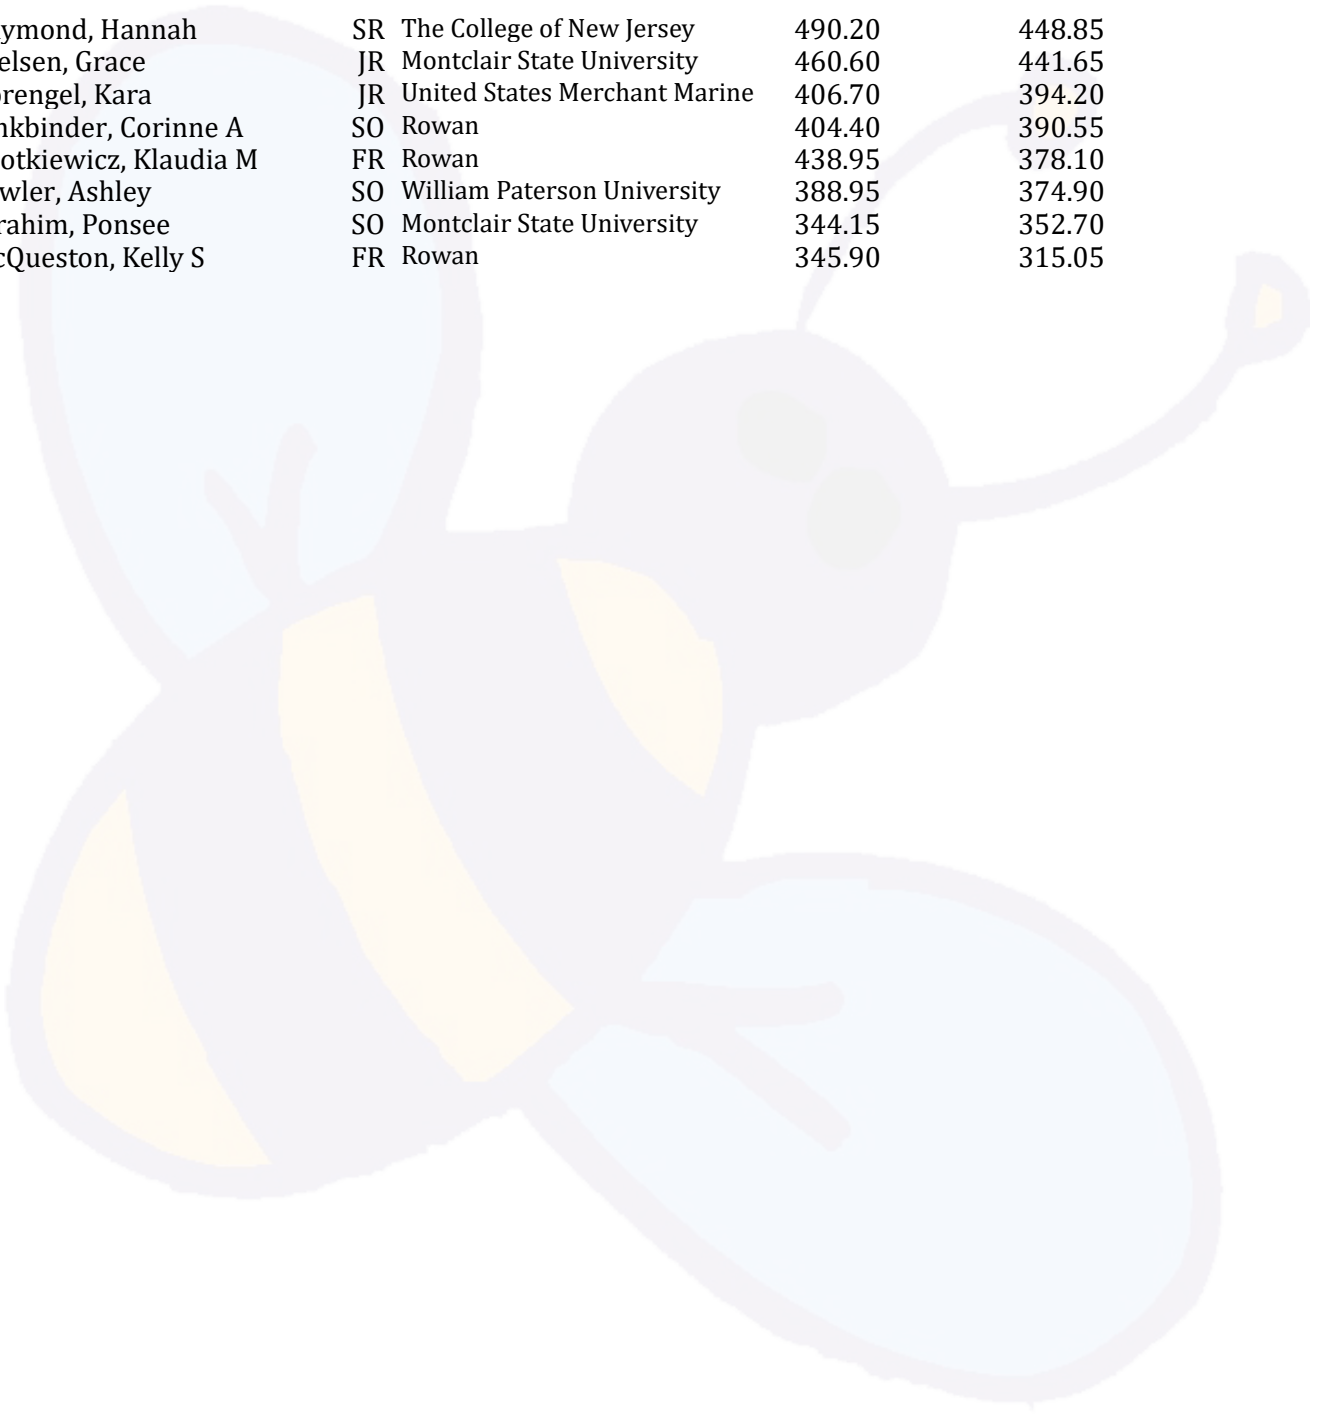 ymond, Hannah SR The College of New Jersey 490.20 448.85
elsen, Grace JR Montclair State University 460.60 441.65
rengel, Kara JR United States Merchant Marine 406.70 394.20
nkbinder, Corinne A SO Rowan 404.40 390.55
otkiewicz, Klaudia M FR Rowan 438.95 378.10
wler, Ashley SO William Paterson University 388.95 374.90
rahim, Ponsee SO Montclair State University 344.15 352.70
cQueston, Kelly S FR Rowan 345.90 315.05